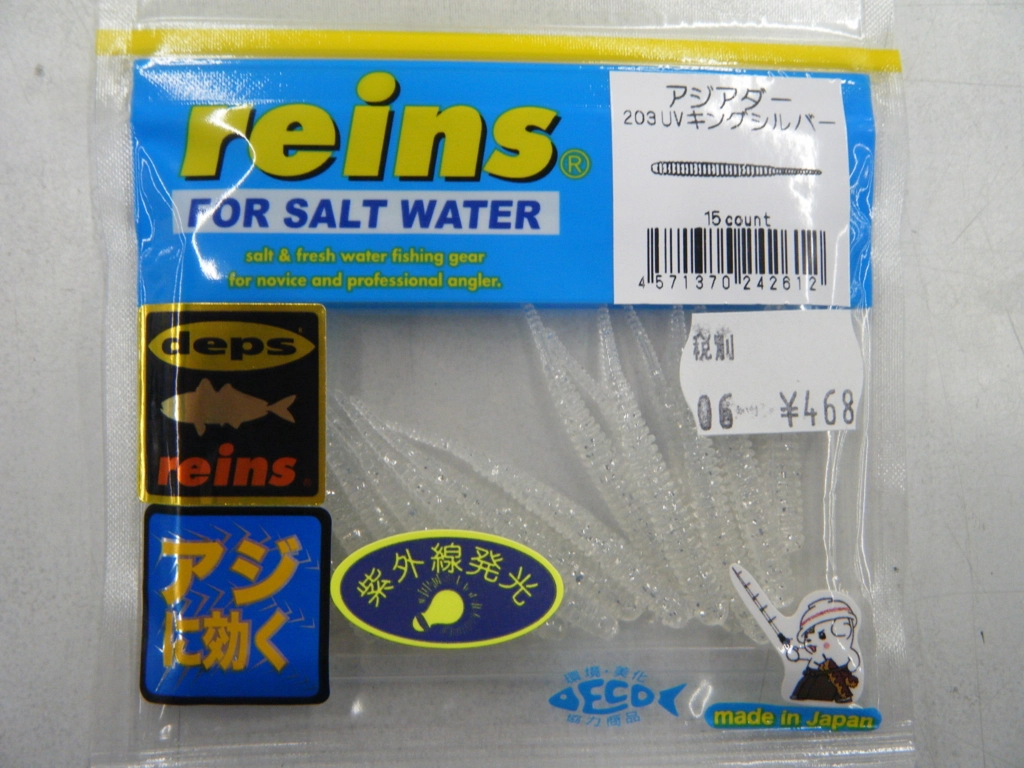 reins®
FOR SALT WATER
salt & fresh water fishing gear
for novice and professional angler.
アジアダー
203 UVキングシルバー
15 count
4 571370 242612
税前
06 ¥468
deps
reins
アジ
に効く
紫外線発光
環境・美化
ECO
協力商品
made in Japan